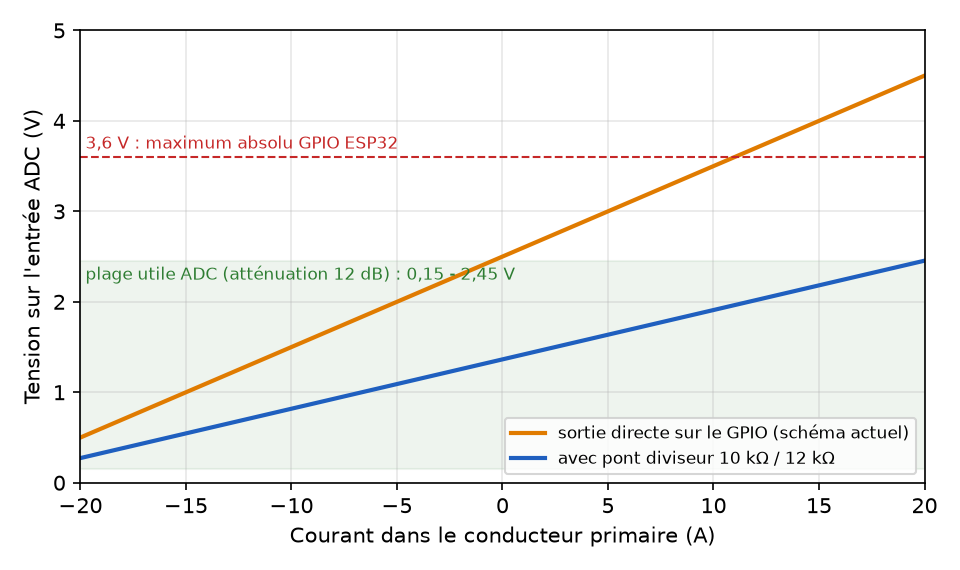 5
4
3
2
1
0
Tension sur l'entrée ADC (V)
3,6 V : maximum absolu GPIO ESP32
plage utile ADC (atténuation 12 dB) : 0,15 - 2,45 V
sortie directe sur le GPIO (schéma actuel)
avec pont diviseur 10 kΩ / 12 kΩ
−20 −15 −10 −5 0 5 10 15 20
Courant dans le conducteur primaire (A)